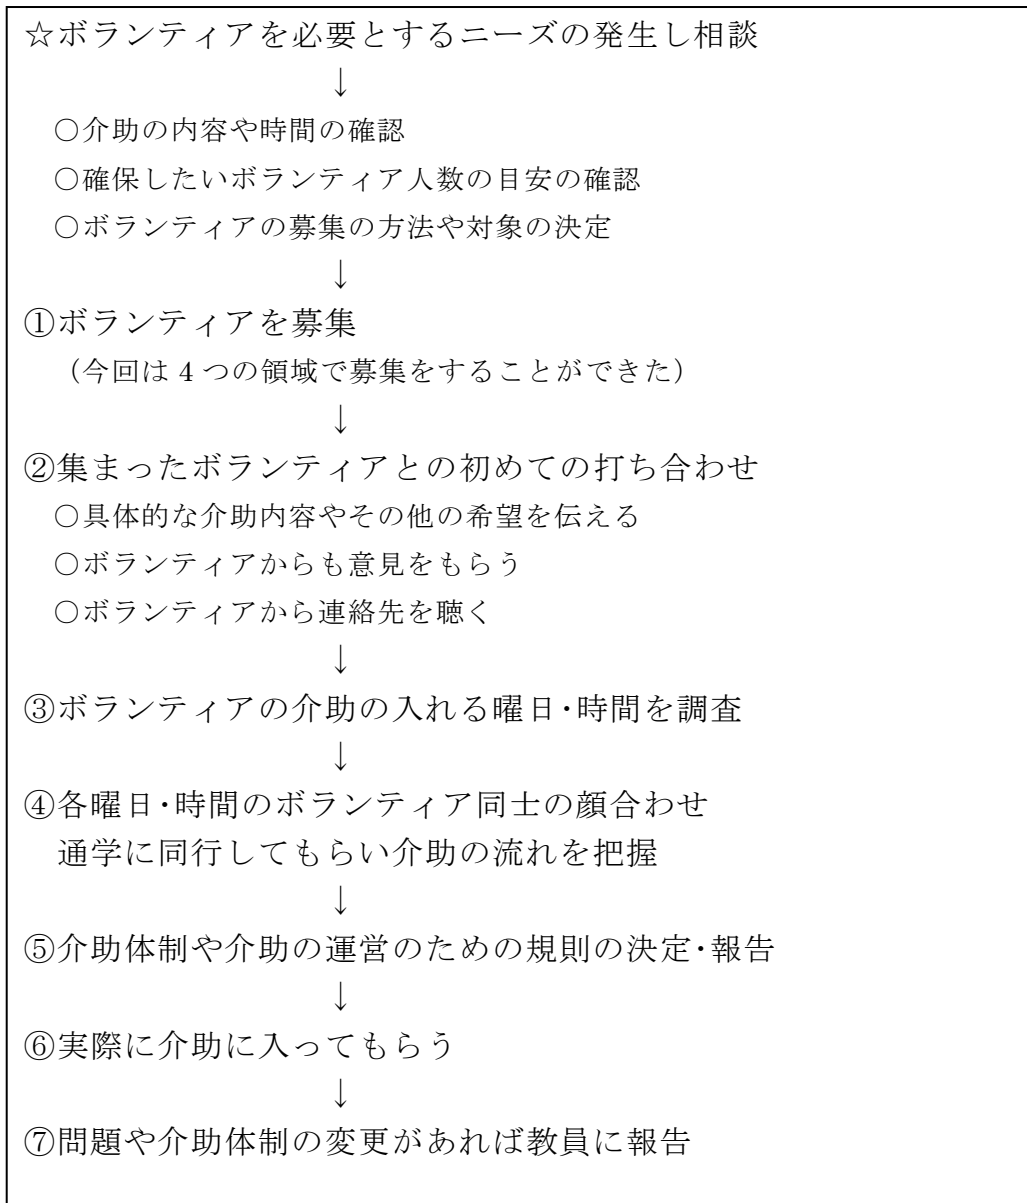 ☆ボランティアを必要とするニーズの発生し相談
↓
○介助の内容や時間の確認
○確保したいボランティア人数の目安の確認
○ボランティアの募集の方法や対象の決定
↓
①ボランティアを募集
（今回は4つの領域で募集をすることができた）
↓
②集まったボランティアとの初めての打ち合わせ
○具体的な介助内容やその他の希望を伝える
○ボランティアからも意見をもらう
○ボランティアから連絡先を聴く
↓
③ボランティアの介助の入れる曜日･時間を調査
↓
④各曜日･時間のボランティア同士の顔合わせ
通学に同行してもらい介助の流れを把握
↓
⑤介助体制や介助の運営のための規則の決定･報告
↓
⑥実際に介助に入ってもらう
↓
⑦問題や介助体制の変更があれば教員に報告